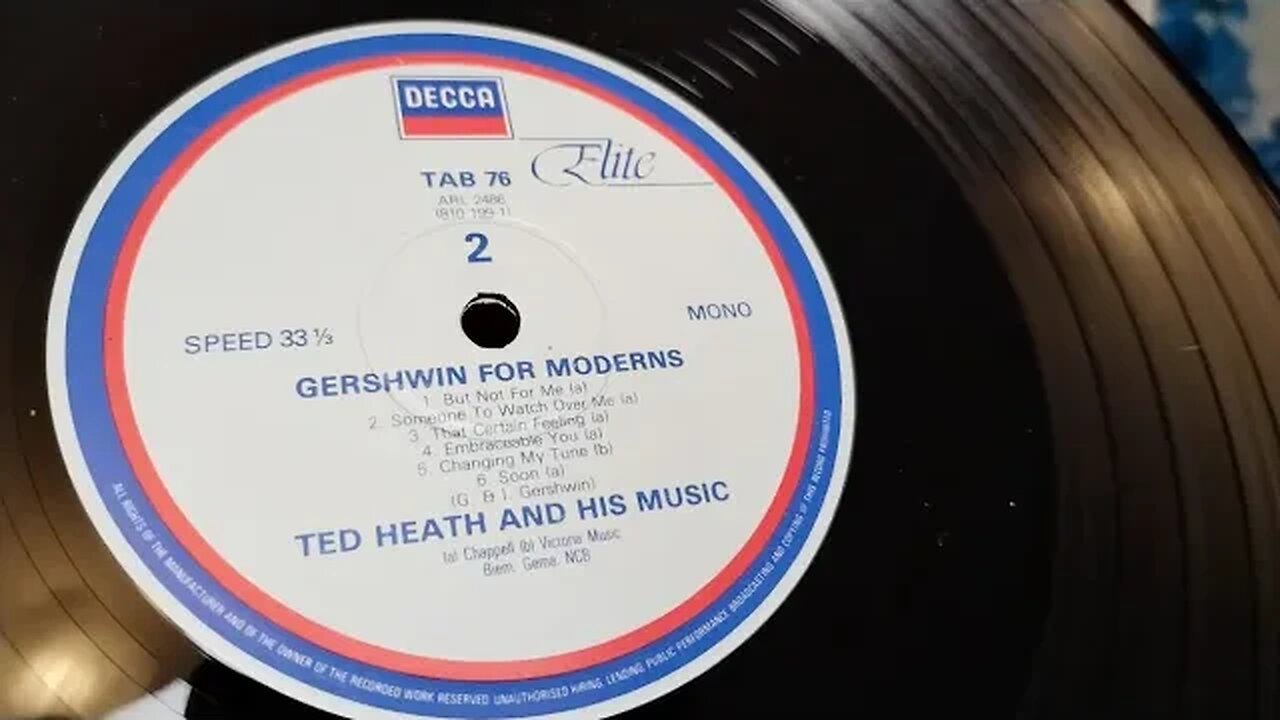 DECCA
Elite
TAB 76
ARL 2486
(810 199-1)
2
SPEED 33 ⅓
MONO
GERSHWIN FOR MODERNS
1. But Not For Me (a)
2. Someone To Watch Over Me (a)
3. That Certain Feeling (a)
4. Embraceable You (a)
5. Changing My Tune (b)
6. Soon (a)
(G. & I. Gershwin)
TED HEATH AND HIS MUSIC
(a) Chappell (b) Victoria Music
Biem, Gema, NCB
ALL RIGHTS OF THE MANUFACTURER AND OF THE OWNER OF THE RECORDED WORK RESERVED. UNAUTHORISED HIRING, LENDING PUBLIC PERFORMANCE, BROADCASTING AND COPYING OF THIS RECORD PROHIBITED